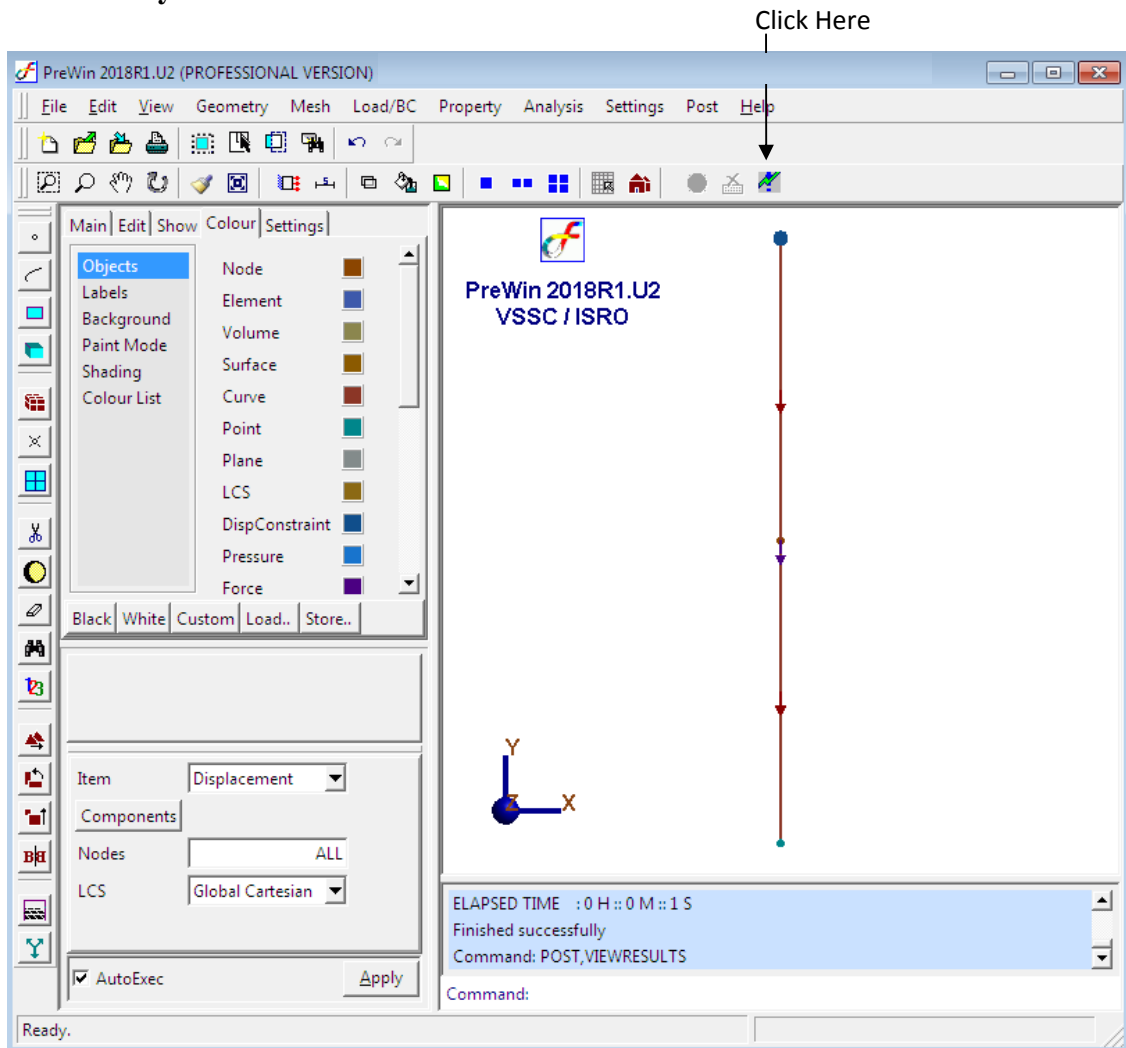 Click Here
PreWin 2018R1.U2 (PROFESSIONAL VERSION)
File Edit View Geometry Mesh Load/BC Property Analysis Settings Post Help
Main Edit Show Colour Settings
Objects
Labels
Background
Paint Mode
Shading
Colour List
Node
Element
Volume
Surface
Curve
Point
Plane
LCS
DispConstraint
Pressure
Force
Black White Custom Load.. Store..
123
Item Displacement
Components
Nodes ALL
LCS Global Cartesian
AutoExec Apply
PreWin 2018R1.U2
VSSC / ISRO
Y
Z X
ELAPSED TIME : 0 H :: 0 M :: 1 S
Finished successfully
Command: POST,VIEWRESULTS
Command:
Ready.